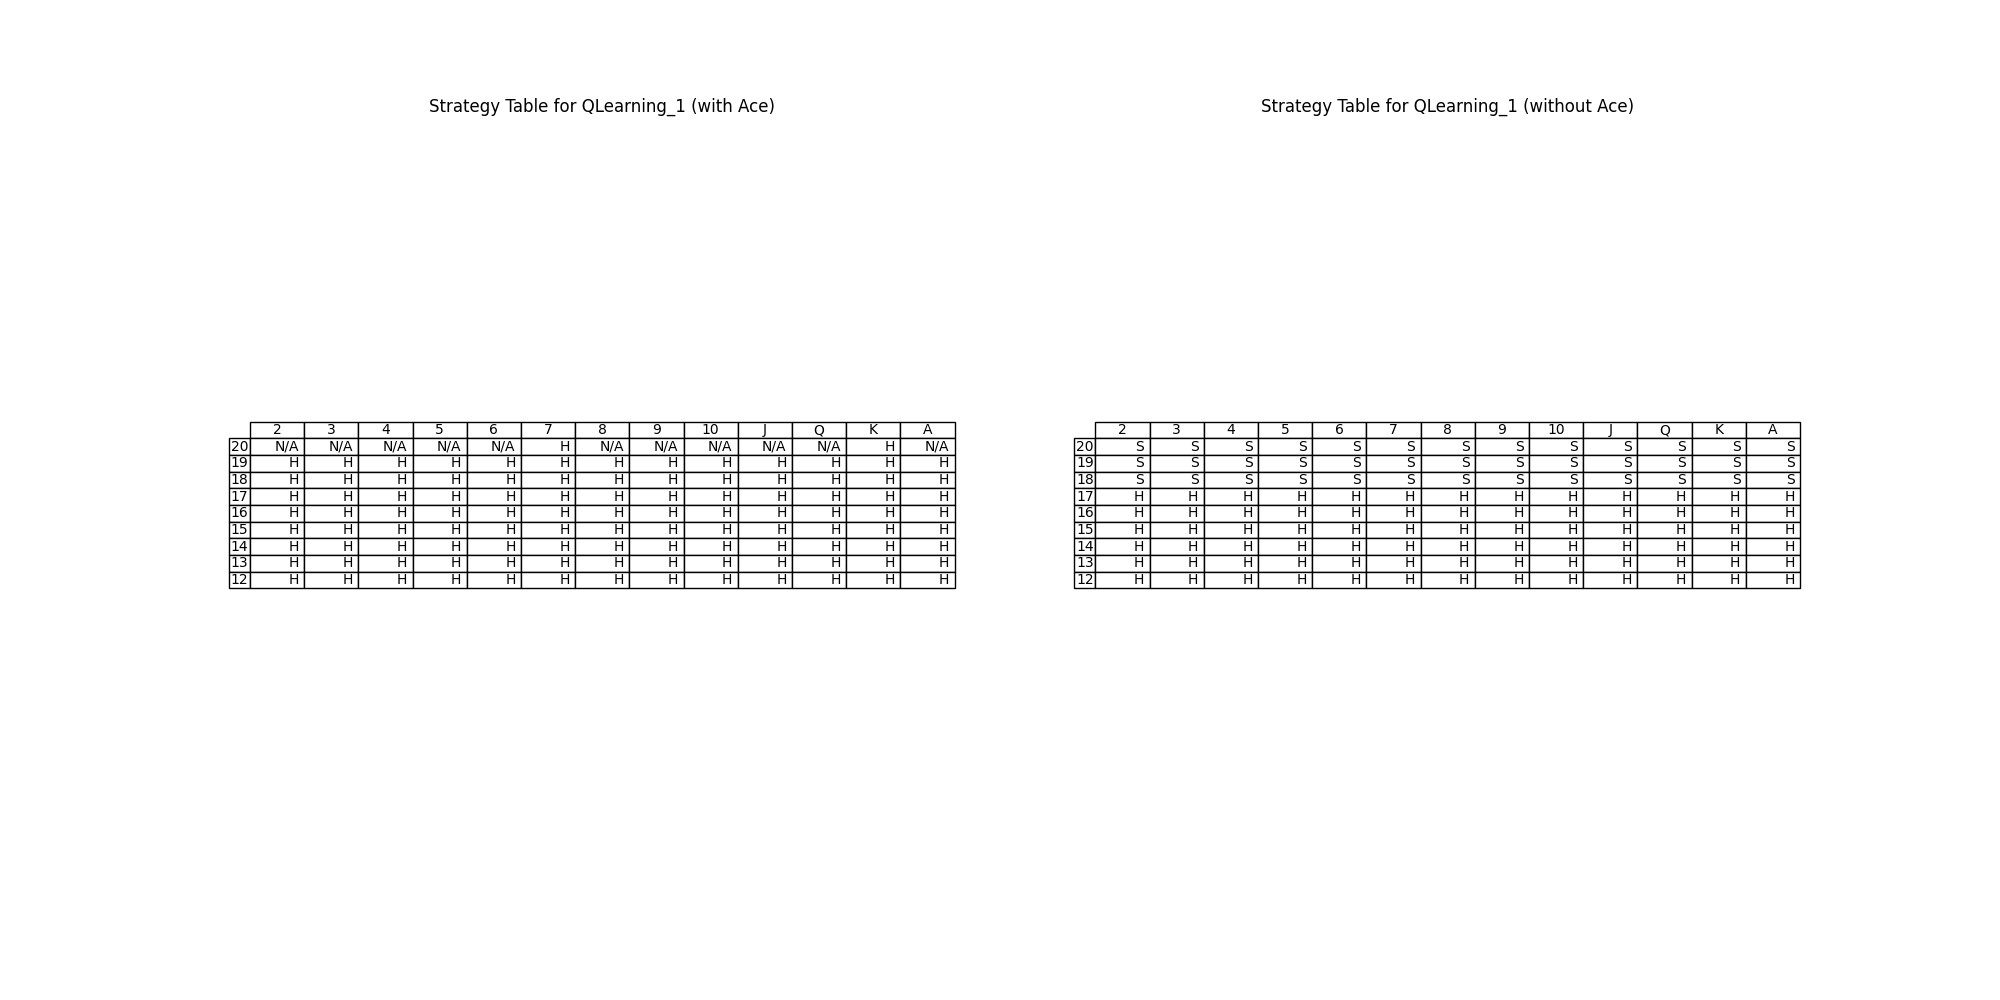 Strategy Table for QLearning_1 (with Ace)
2 3 4 5 6 7 8 9 10 J Q K A
20 N/A N/A N/A N/A N/A H N/A N/A N/A N/A N/A H N/A
19 H H H H H H H H H H H H H
18 H H H H H H H H H H H H H
17 H H H H H H H H H H H H H
16 H H H H H H H H H H H H H
15 H H H H H H H H H H H H H
14 H H H H H H H H H H H H H
13 H H H H H H H H H H H H H
12 H H H H H H H H H H H H H
Strategy Table for QLearning_1 (without Ace)
2 3 4 5 6 7 8 9 10 J Q K A
20 S S S S S S S S S S S S S
19 S S S S S S S S S S S S S
18 S S S S S S S S S S S S S
17 H H H H H H H H H H H H H
16 H H H H H H H H H H H H H
15 H H H H H H H H H H H H H
14 H H H H H H H H H H H H H
13 H H H H H H H H H H H H H
12 H H H H H H H H H H H H H